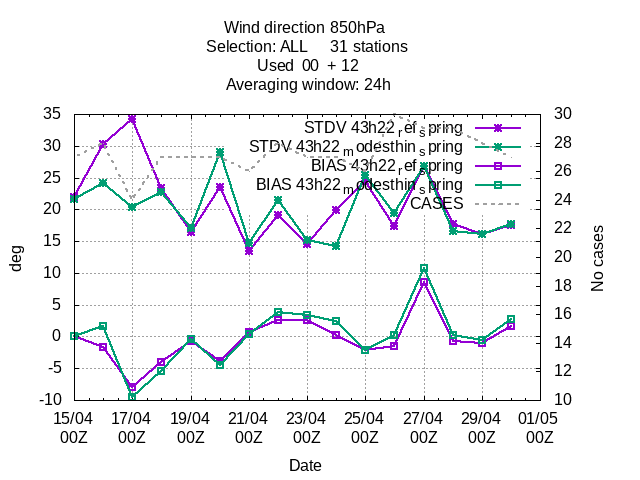 Wind direction 850hPa
Selection: ALL     31 stations
Used  00  + 12
Averaging window: 24h
35
30
25
20
15
10
5
0
-5
-10
deg
30
28
26
24
22
20
18
16
14
12
10
No cases
STDV 43h22_ref_spring
STDV 43h22_modesthin_spring
BIAS 43h22_ref_spring
BIAS 43h22_modesthin_spring
CASES
15/04 17/04 19/04 21/04 23/04 25/04 27/04 29/04 01/05
00Z 00Z 00Z 00Z 00Z 00Z 00Z 00Z 00Z
Date